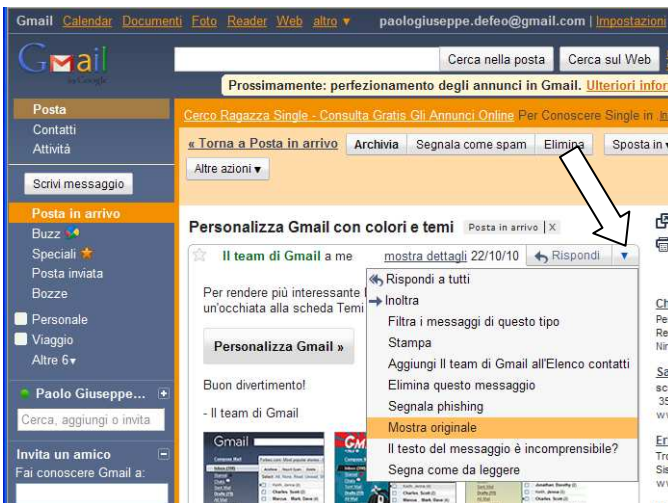 Gmail Calendar Documenti Foto Reader Web altro ▼ paologiuseppe.defeo@gmail.com | Impostazioni
Gmail
by Google
Cerca nella posta Cerca sul Web
Prossimamente: perfezionamento degli annunci in Gmail. Ulteriori infor
Posta
Contatti
Attività
Scrivi messaggio
Posta in arrivo
Buzz
Speciali
Posta inviata
Bozze
Personale
Viaggio
Altre 6▼
Paolo Giuseppe...
Cerca, aggiungi o invita
Invita un amico
Fai conoscere Gmail a:
Cerco Ragazza Single - Consulta Gratis Gli Annunci Online Per Conoscere Single in
« Torna a Posta in arrivo Archivia Segnala come spam Elimina Sposta in
Altre azioni ▼
Personalizza Gmail con colori e temi Posta in arrivo | X
Il team di Gmail a me mostra dettagli 22/10/10 Rispondi ▼
Per rendere più interessante
un'occhiata alla scheda Temi
Personalizza Gmail »
Buon divertimento!
- Il team di Gmail
Rispondi a tutti
Inoltra
Filtra i messaggi di questo tipo
Stampa
Aggiungi Il team di Gmail all'Elenco contatti
Elimina questo messaggio
Segnala phishing
Mostra originale
Il testo del messaggio è incomprensibile?
Segna come da leggere
Gmail
Compose Mail